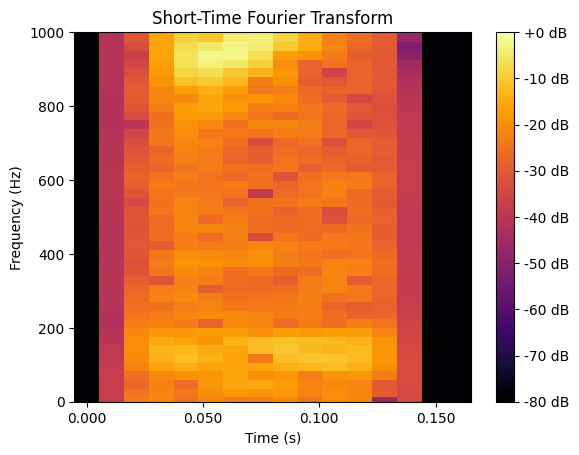 Short-Time Fourier Transform
1000
800
600
400
200
0
Frequency (Hz)
0.000
0.050
0.100
0.150
Time (s)
+0 dB
-10 dB
-20 dB
-30 dB
-40 dB
-50 dB
-60 dB
-70 dB
-80 dB